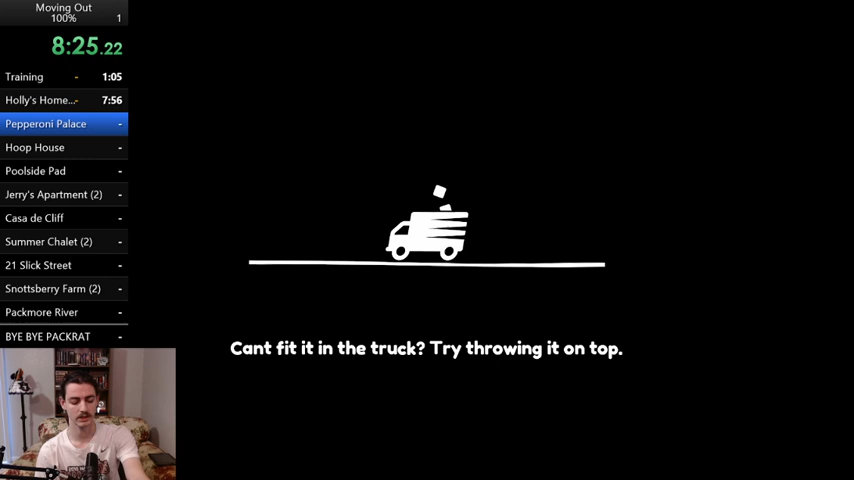 Moving Out
100% 1
8:25.22
Training - 1:05
Holly's Home...- 7:56
Pepperoni Palace -
Hoop House -
Poolside Pad -
Jerry's Apartment (2) -
Casa de Cliff -
Summer Chalet (2) -
21 Slick Street -
Snottsberry Farm (2) -
Packmore River -
BYE BYE PACKRAT -
Cant fit it in the truck? Try throwing it on top.